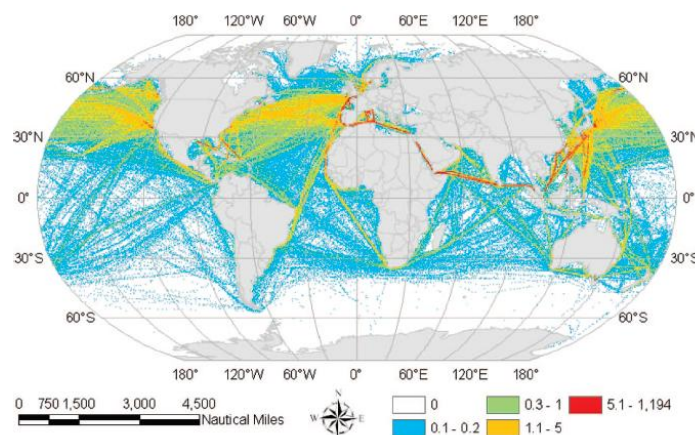 180° 120°W 60°W 0° 60°E 120°E 180°
60°N 60°N
30°N 30°N
0° 0°
30°S 30°S
60°S 60°S
180° 120°W 60°W 0° 60°E 120°E 180°
0 750 1,500 3,000 4,500
Nautical Miles
N
W E
S
0 0.3 - 1 5.1 - 1,194
0.1 - 0.2 1.1 - 5